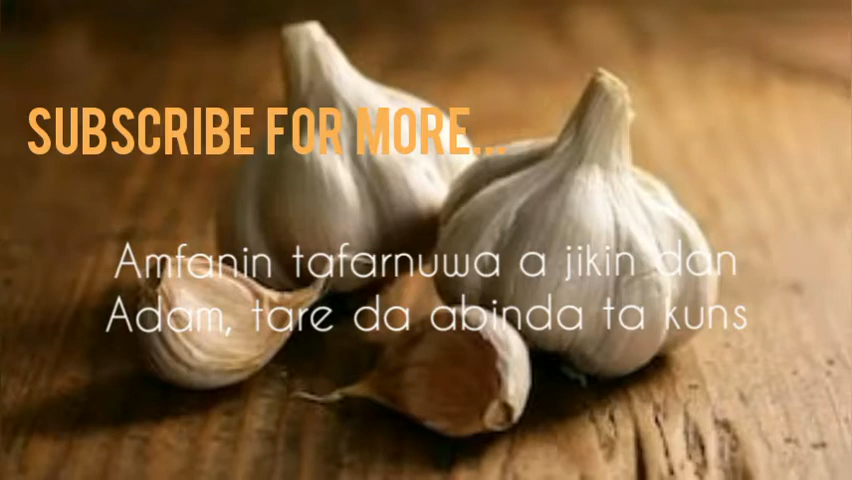 SUBSCRIBE FOR MORE...
Amfanin tafarnuwa a jikin dan
Adam, tare da abinda ta kuns